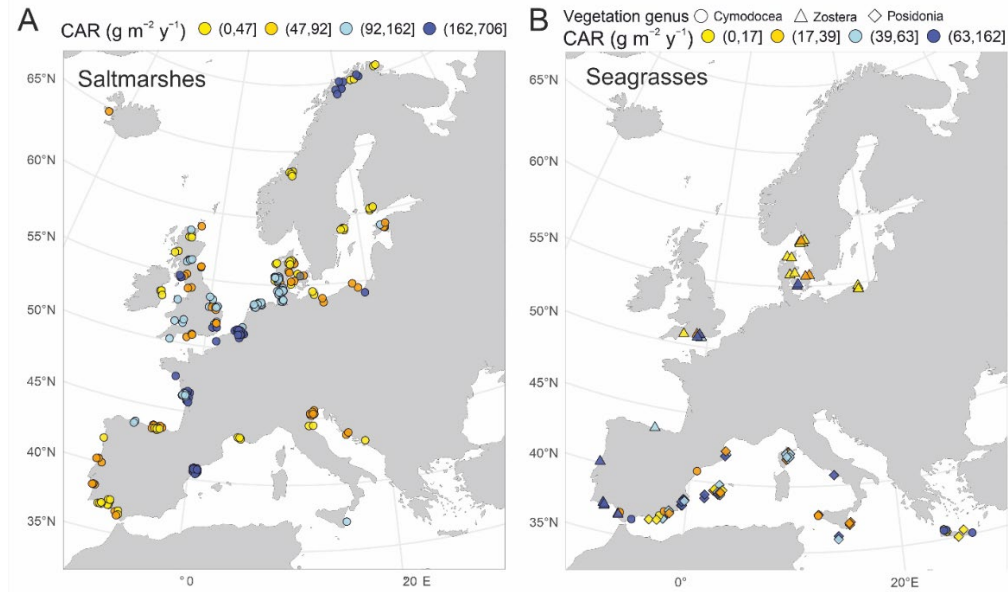 A CAR (g m⁻² y⁻¹) (0,47] (47,92] (92,162] (162,706]
Saltmarshes
65°N
60°N
55°N
50°N
45°N
40°N
35°N
°0 20 E
B Vegetation genus Cymodocea Zostera Posidonia
CAR (g m⁻² y⁻¹) (0,17] (17,39] (39,63] (63,162]
Seagrasses
65°N
60°N
55°N
50°N
45°N
40°N
35°N
0° 20°E